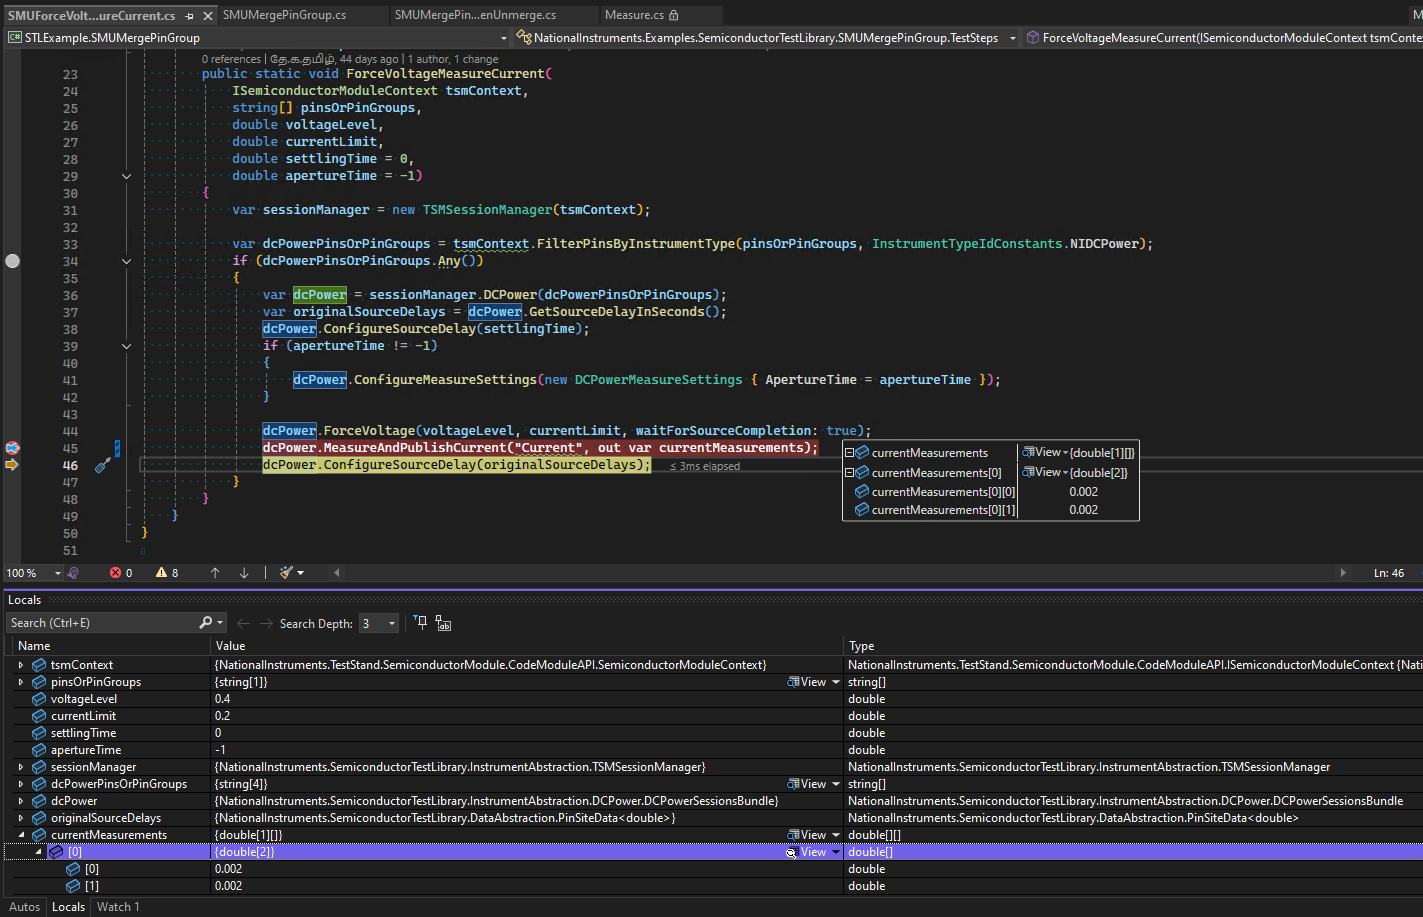 SMUForceVolt...ureCurrent.cs
SMUMergePinGroup.cs
SMUMergePin...enUnmerge.cs
Measure.cs
M
STLExample.SMUMergePinGroup
NationalInstruments.Examples.SemiconductorTestLibrary.SMUMergePinGroup.TestSteps
ForceVoltageMeasureCurrent(ISemiconductorModuleContext tsmConte
0 references | தே.க.தமிழ், 44 days ago | 1 author, 1 change
23 public static void ForceVoltageMeasureCurrent(
24 ISemiconductorModuleContext tsmContext,
25 string[] pinsOrPinGroups,
26 double voltageLevel,
27 double currentLimit,
28 double settlingTime = 0,
29 double apertureTime = -1)
30 {
31 var sessionManager = new TSMSessionManager(tsmContext);
32
33 var dcPowerPinsOrPinGroups = tsmContext.FilterPinsByInstrumentType(pinsOrPinGroups, InstrumentTypeIdConstants.NIDCPower);
34 if (dcPowerPinsOrPinGroups.Any())
35 {
36 var dcPower = sessionManager.DCPower(dcPowerPinsOrPinGroups);
37 var originalSourceDelays = dcPower.GetSourceDelayInSeconds();
38 dcPower.ConfigureSourceDelay(settlingTime);
39 if (apertureTime != -1)
40 {
41 dcPower.ConfigureMeasureSettings(new DCPowerMeasureSettings { ApertureTime = apertureTime });
42 }
43
44 dcPower.ForceVoltage(voltageLevel, currentLimit, waitForSourceCompletion: true);
45 dcPower.MeasureAndPublishCurrent("Current", out var currentMeasurements);
46 dcPower.ConfigureSourceDelay(originalSourceDelays); ≤ 3ms elapsed
47 }
48 }
49 }
50 }
51
currentMeasurements View {double[1][]}
currentMeasurements[0] View {double[2]}
currentMeasurements[0][0] 0.002
currentMeasurements[0][1] 0.002
100 % 0 8 Ln: 46
Locals
Search (Ctrl+E) Search Depth: 3
Name Value Type
tsmContext {NationalInstruments.TestStand.SemiconductorModule.CodeModuleAPI.SemiconductorModuleContext} NationalInstruments.TestStand.SemiconductorModule.CodeModuleAPI.ISemiconductorModuleContext {Nati
pinsOrPinGroups {string[1]} View string[]
voltageLevel 0.4 double
currentLimit 0.2 double
settlingTime 0 double
apertureTime -1 double
sessionManager {NationalInstruments.SemiconductorTestLibrary.InstrumentAbstraction.TSMSessionManager} NationalInstruments.SemiconductorTestLibrary.InstrumentAbstraction.TSMSessionManager
dcPowerPinsOrPinGroups {string[4]} View string[]
dcPower {NationalInstruments.SemiconductorTestLibrary.InstrumentAbstraction.DCPower.DCPowerSessionsBundle} NationalInstruments.SemiconductorTestLibrary.InstrumentAbstraction.DCPower.DCPowerSessionsBundle
originalSourceDelays {NationalInstruments.SemiconductorTestLibrary.DataAbstraction.PinSiteData<double>} NationalInstruments.SemiconductorTestLibrary.DataAbstraction.PinSiteData<double>
currentMeasurements {double[1][]} View double[][]
[0] {double[2]} View double[]
[0] 0.002 double
[1] 0.002 double
Autos Locals Watch 1